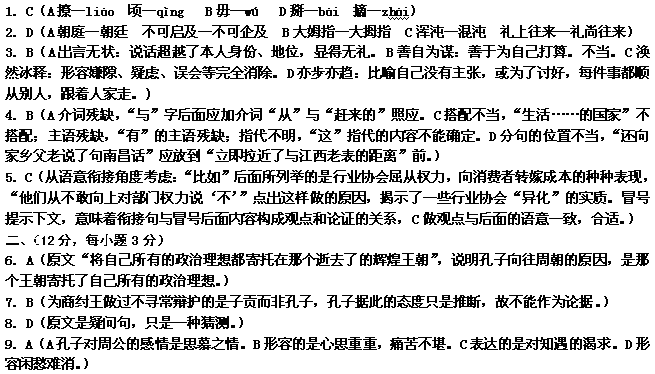 1. C（A撩—liáo  顷—qǐng  B毋—wú  D掰—bāi  摘—zhāi）
2. D（A朝庭—朝廷  不可启及—不可企及  B大姆指—大拇指  C浑沌—混沌  礼上往来—礼尚往来）
3. B（A出言无状：说话超越了本人身份、地位，显得无礼。B善自为谋：善于为自己打算。不当。C涣
然冰释：形容嫌隙、疑虑、误会等完全消除。D亦步亦趋：比喻自己没有主张，或为了讨好，每件事都顺
从别人，跟着人家走。）
4. B（A介词残缺，“与”字后面应加介词“从”与“赶来的”照应。C搭配不当，“生活……的国家”不
搭配；主语残缺，“有”的主语残缺；指代不明，“这”指代的内容不能确定。D分句的位置不当，“还向
家乡父老说了句南昌话”应放到“立即拉近了与江西老表的距离”前。）
5. C（从语意衔接角度考虑：“比如”后面所列举的是行业协会屈从权力，向消费者转嫁成本的种种表现，
“他们从不敢向上对部门权力说‘不’”点出这样做的原因，揭示了一些行业协会“异化”的实质。冒号
提示下文，意味着衔接句与冒号后面内容构成观点和论证的关系，C做观点与后面的语意一致，合适。）
二、（12分，每小题3分）
6. A（原文“将自己所有的政治理想都寄托在那个逝去了的辉煌王朝”，说明孔子向往周朝的原因，是那
个王朝寄托了自己所有的政治理想。）
7. B（为商纣王做过不寻常辩护的是子贡而非孔子，孔子据此的态度只是推断，故不能作为论据。）
8. D（原文是疑问句，只是一种猜测。）
9. A（A孔子对周公的感情是思慕之情。B形容的是心思重重，痛苦不堪。C表达的是对知遇的渴求。D形
容闲愁难消。）